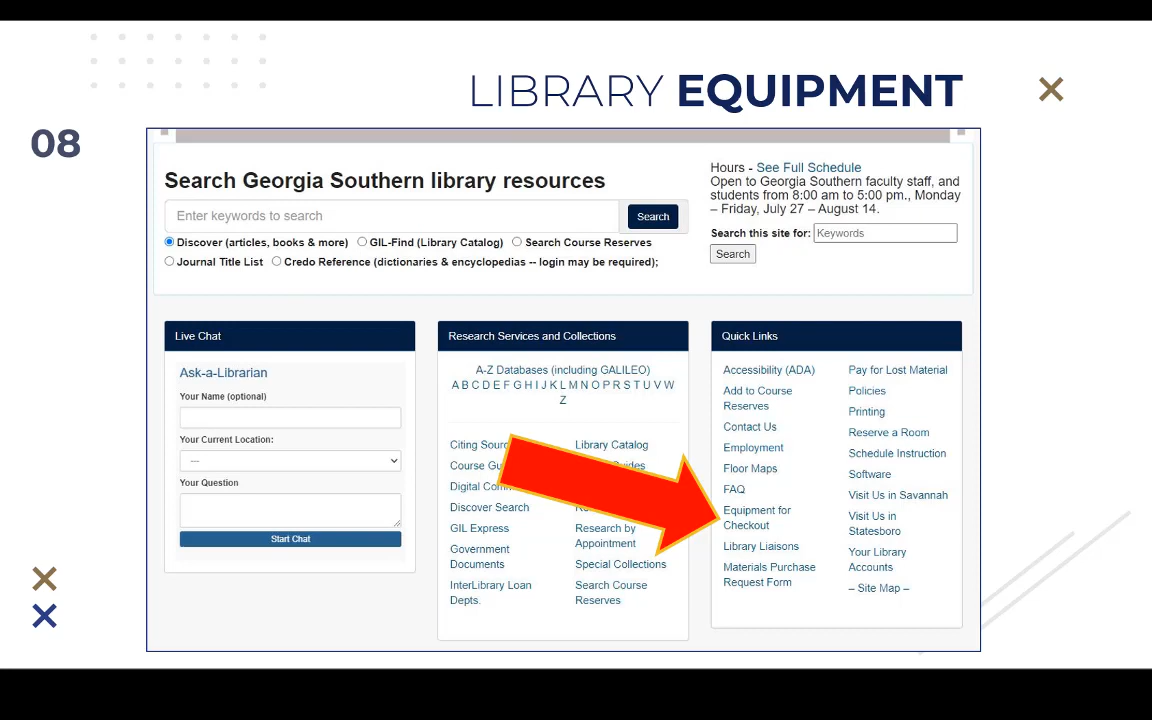 LIBRARY EQUIPMENT
08
Search Georgia Southern library resources
Enter keywords to search
Search
Discover (articles, books & more) GIL-Find (Library Catalog) Search Course Reserves
Journal Title List Credo Reference (dictionaries & encyclopedias -- login may be required);
Hours - See Full Schedule
Open to Georgia Southern faculty staff, and
students from 8:00 am to 5:00 pm., Monday
– Friday, July 27 – August 14.
Search this site for: Keywords
Search
Live Chat
Ask-a-Librarian
Your Name (optional)
Your Current Location:
---
Your Question
Start Chat
Research Services and Collections
A-Z Databases (including GALILEO)
A B C D E F G H I J K L M N O P R S T U V W
Z
Citing
Course
Digital
Discover Search
GIL Express
Government
Documents
InterLibrary Loan
Depts.
Library Catalog
Research by
Appointment
Special Collections
Search Course
Reserves
Quick Links
Accessibility (ADA)
Add to Course
Reserves
Contact Us
Employment
Floor Maps
FAQ
Equipment for
Checkout
Library Liaisons
Materials Purchase
Request Form
Pay for Lost Material
Policies
Printing
Reserve a Room
Schedule Instruction
Software
Visit Us in Savannah
Visit Us in
Statesboro
Your Library
Accounts
– Site Map –